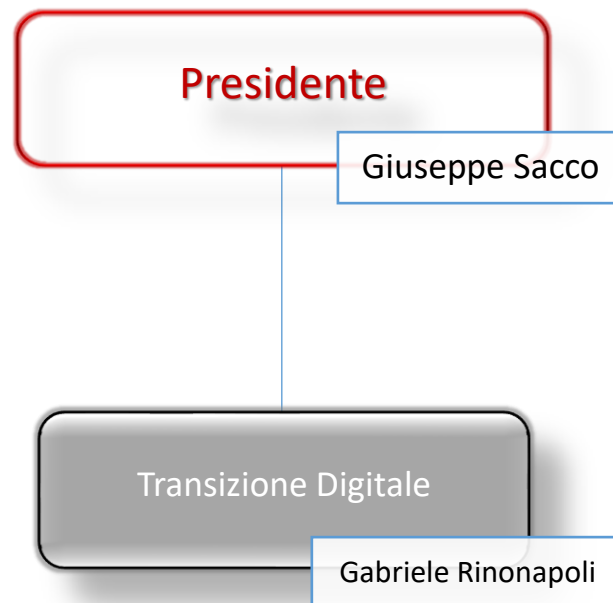 Presidente
Giuseppe Sacco
Transizione Digitale
Gabriele Rinonapoli